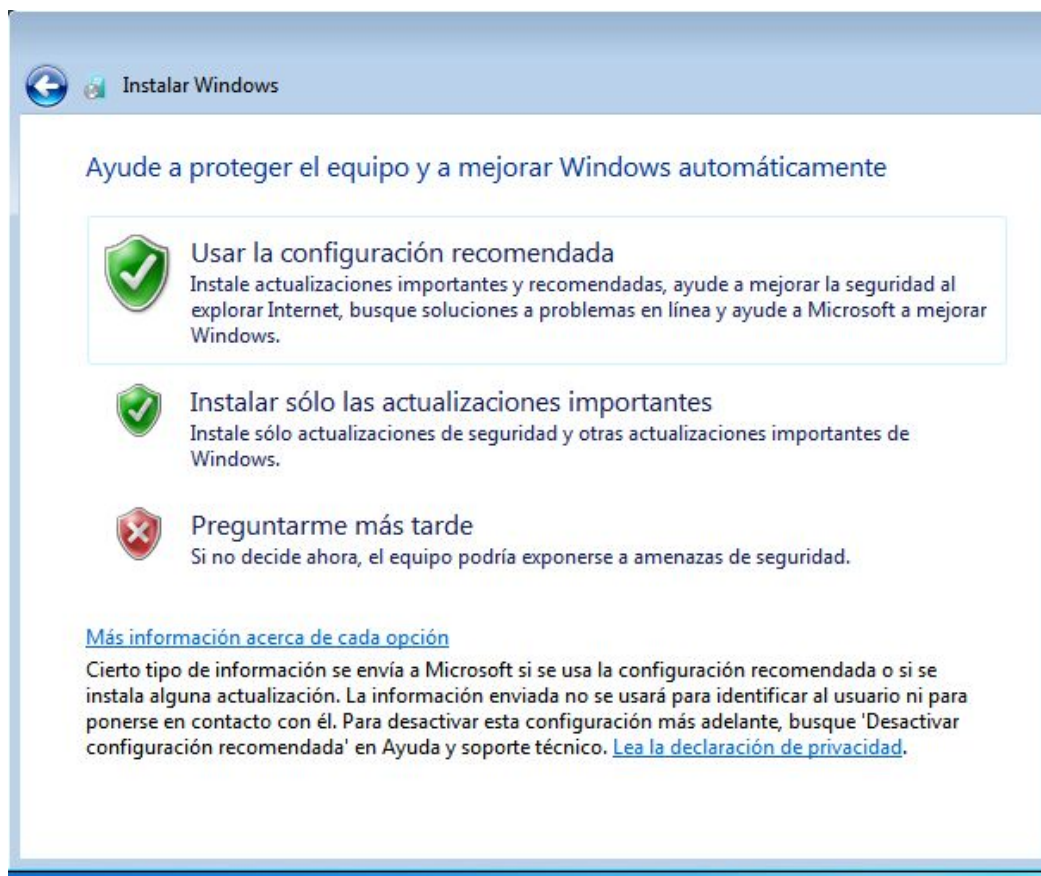 Instalar Windows
Ayude a proteger el equipo y a mejorar Windows automáticamente
Usar la configuración recomendada
Instale actualizaciones importantes y recomendadas, ayude a mejorar la seguridad al
explorar Internet, busque soluciones a problemas en línea y ayude a Microsoft a mejorar
Windows.
Instalar sólo las actualizaciones importantes
Instale sólo actualizaciones de seguridad y otras actualizaciones importantes de
Windows.
Preguntarme más tarde
Si no decide ahora, el equipo podría exponerse a amenazas de seguridad.
Más información acerca de cada opción
Cierto tipo de información se envía a Microsoft si se usa la configuración recomendada o si se
instala alguna actualización. La información enviada no se usará para identificar al usuario ni para
ponerse en contacto con él. Para desactivar esta configuración más adelante, busque 'Desactivar
configuración recomendada' en Ayuda y soporte técnico. Lea la declaración de privacidad.